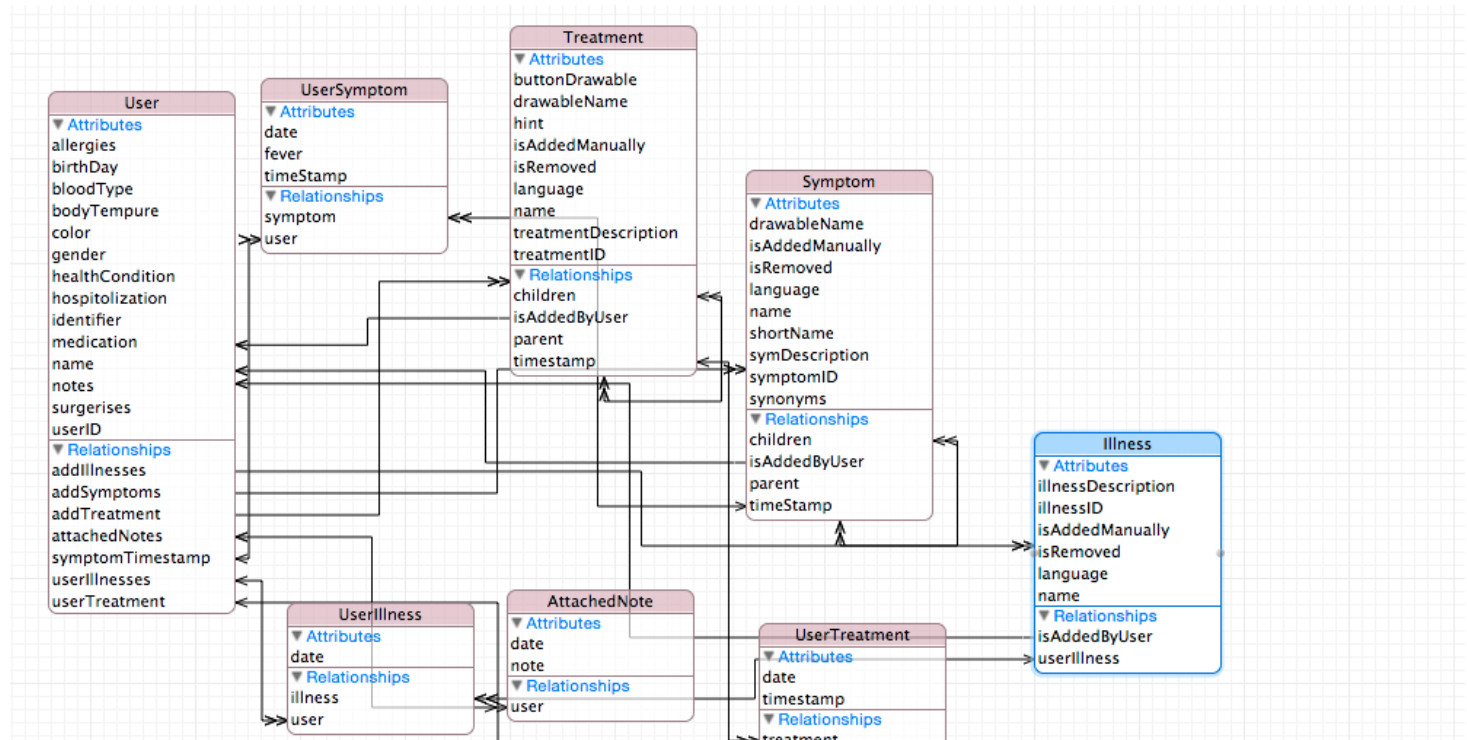 User
Attributes
allergies
birthDay
bloodType
bodyTempure
color
gender
healthCondition
hospitolization
identifier
medication
name
notes
surgerises
userID
Relationships
addIllnesses
addSymptoms
addTreatment
attachedNotes
symptomTimestamp
userIllnesses
userTreatment
UserSymptom
Attributes
date
fever
timeStamp
Relationships
symptom
user
Treatment
Attributes
buttonDrawable
drawableName
hint
isAddedManually
isRemoved
language
name
treatmentDescription
treatmentID
Relationships
children
isAddedByUser
parent
timestamp
Symptom
Attributes
drawableName
isAddedManually
isRemoved
language
name
shortName
symDescription
symptomID
synonyms
Relationships
children
isAddedByUser
parent
timeStamp
Illness
Attributes
illnessDescription
illnessID
isAddedManually
isRemoved
language
name
Relationships
isAddedByUser
userIllness
UserIllness
Attributes
date
Relationships
illness
user
AttachedNote
Attributes
date
note
Relationships
user
UserTreatment
Attributes
date
timestamp
Relationships
treatment